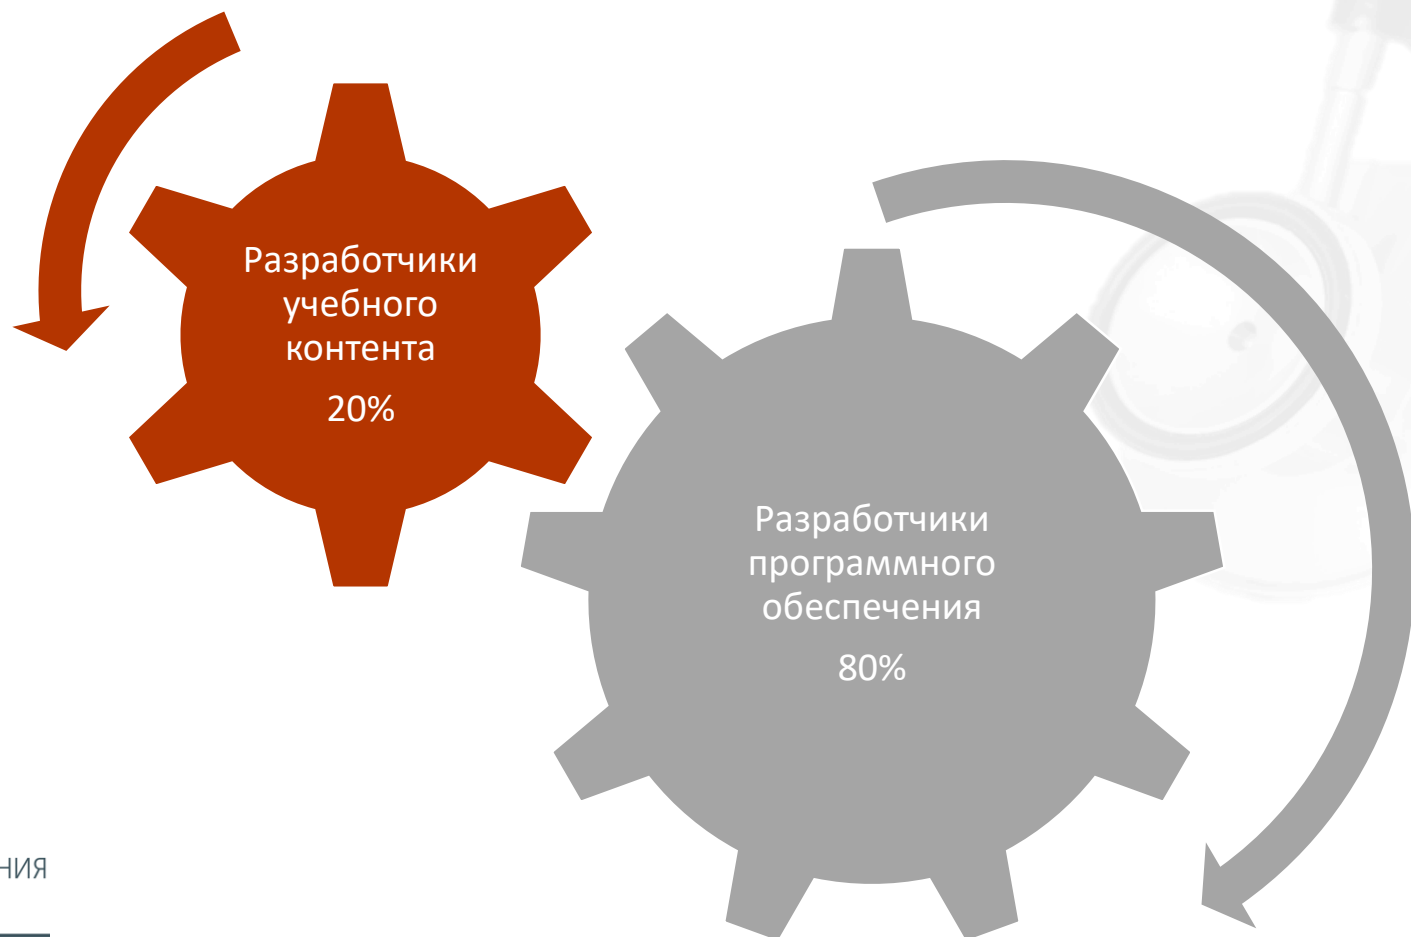 Разработчики
учебного
контента
20%
Разработчики
программного
обеспечения
80%
НИЯ